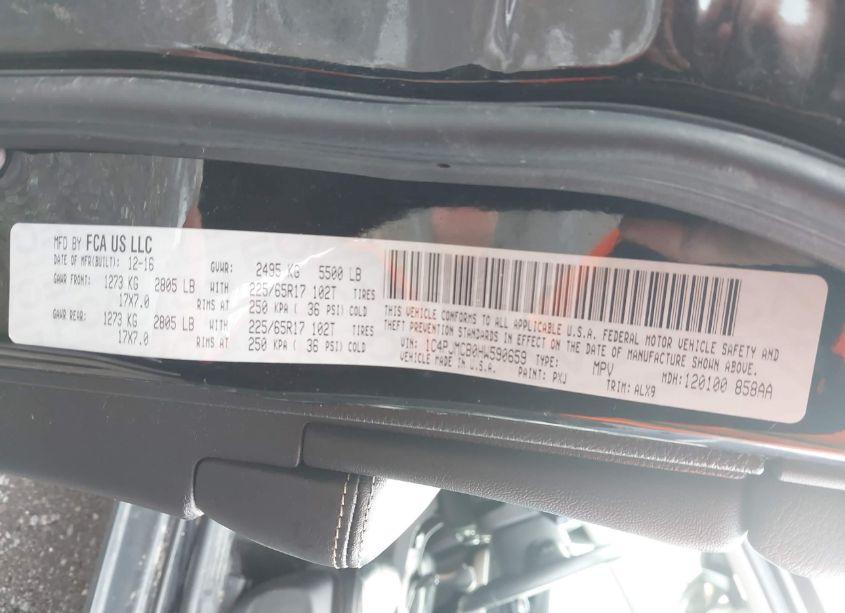 MFD BY FCA US LLC
DATE OF MFR(BUILT): 12-16 GVWR: 2495 KG 5500 LB
GAWR FRONT: 1273 KG 2805 LB WITH 225/65R17 102T TIRES
17X7.0 RIMS AT 250 KPA ( 36 PSI) COLD
GAWR REAR: 1273 KG 2805 LB WITH 225/65R17 102T TIRES
17X7.0 RIMS AT 250 KPA ( 36 PSI) COLD
THIS VEHICLE CONFORMS TO ALL APPLICABLE U.S.A. FEDERAL MOTOR VEHICLE SAFETY AND
THEFT PREVENTION STANDARDS IN EFFECT ON THE DATE OF MANUFACTURE SHOWN ABOVE.
VIN: 1C4PJMCB0HW590659 TYPE: MPV MDH: 120100 858AA
VEHICLE MADE IN U.S.A. PAINT: PXJ TRIM: ALX9